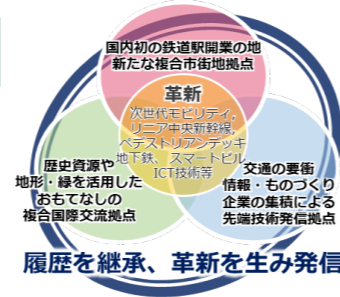 国内初の鉄道駅開業の地
新たな複合市街地拠点
革新
次世代モビリティ,
リニア中央新幹線,
ペデストリアンデッキ
地下鉄, スマートビル
ICT技術等
歴史資源や
地形・緑を活用した
おもてなしの
複合国際交流拠点
交通の要衝
情報・ものづくり
企業の集積による
先端技術発信拠点
履歴を継承、革新を生み発信